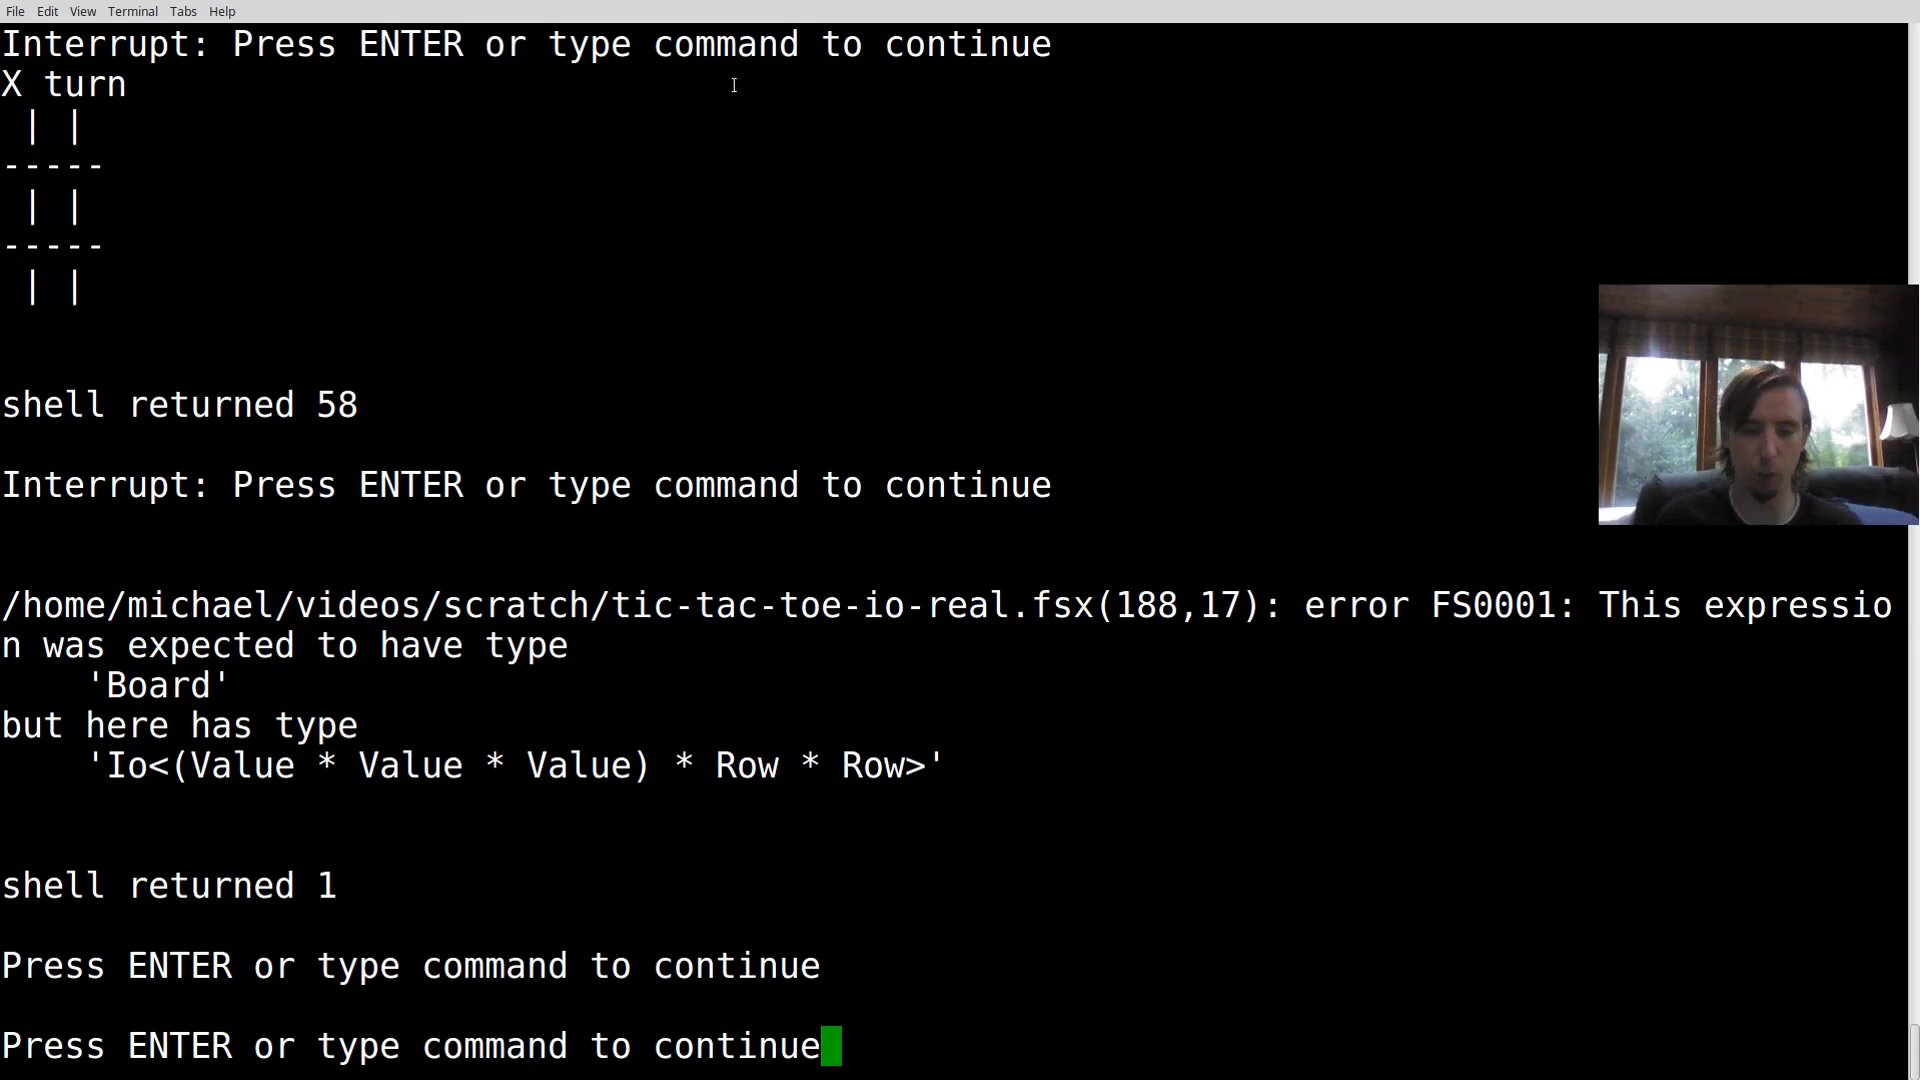 File Edit View Terminal Tabs Help
Interrupt: Press ENTER or type command to continue
X turn
 | |
-----
 | |
-----
 | |
shell returned 58
Interrupt: Press ENTER or type command to continue
/home/michael/videos/scratch/tic-tac-toe-io-real.fsx(188,17): error FS0001: This expressio
n was expected to have type
    'Board'
but here has type
    'Io<(Value * Value * Value) * Row * Row>'
shell returned 1
Press ENTER or type command to continue
Press ENTER or type command to continue